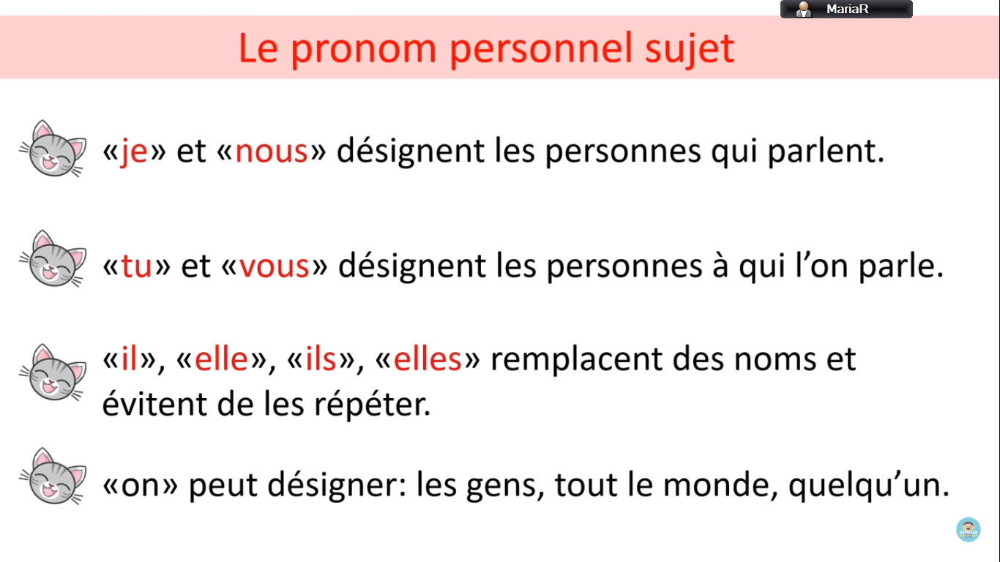 MariaR
Le pronom personnel sujet
«je» et «nous» désignent les personnes qui parlent.
«tu» et «vous» désignent les personnes à qui l’on parle.
«il», «elle», «ils», «elles» remplacent des noms et
évitent de les répéter.
«on» peut désigner: les gens, tout le monde, quelqu’un.